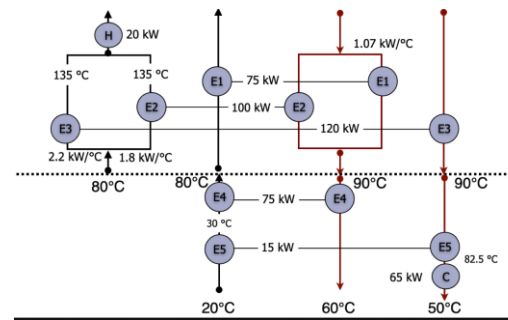 H 20 kW
1.07 kW/°C
135 °C 135 °C
E1 75 kW E1
E2 100 kW E2
E3 120 kW E3
2.2 kW/°C 1.8 kW/°C
80°C 80°C 90°C 90°C
E4 75 kW E4
30 °C
E5 15 kW E5
82.5 °C
65 kW C
20°C 60°C 50°C